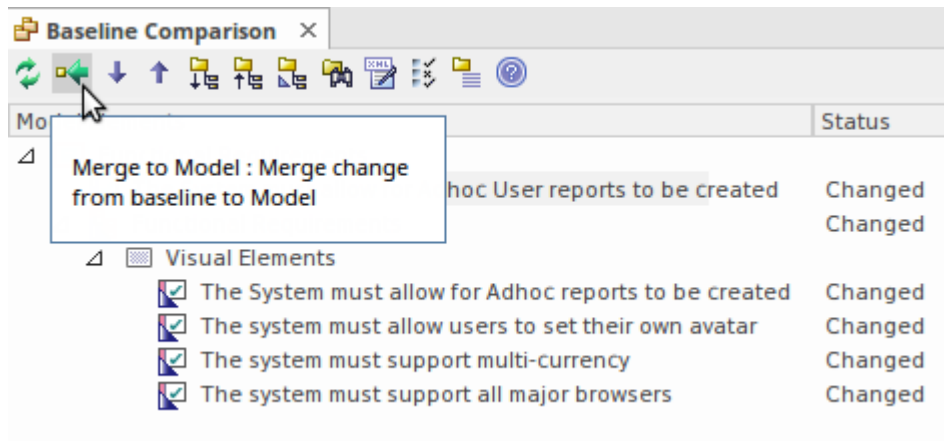 Baseline Comparison
Status
Merge to Model : Merge change
from baseline to Model
User reports to be created Changed
Changed
Visual Elements
The System must allow for Adhoc reports to be created Changed
The system must allow users to set their own avatar Changed
The system must support multi-currency Changed
The system must support all major browsers Changed